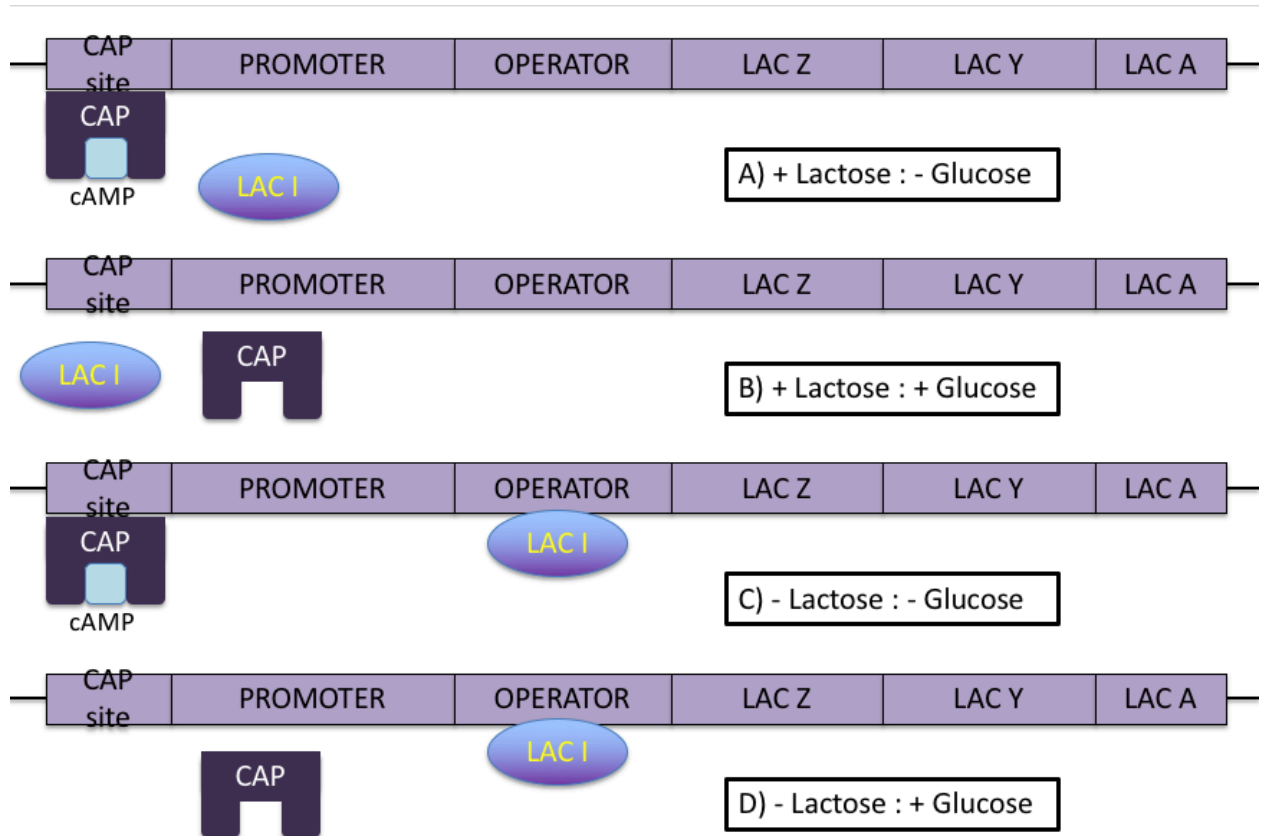 CAP
site
PROMOTER
OPERATOR
LAC Z
LAC Y
LAC A
CAP
cAMP
LAC I
A) + Lactose : - Glucose
CAP
site
PROMOTER
OPERATOR
LAC Z
LAC Y
LAC A
LAC I
CAP
B) + Lactose : + Glucose
CAP
site
PROMOTER
OPERATOR
LAC Z
LAC Y
LAC A
CAP
cAMP
LAC I
C) - Lactose : - Glucose
CAP
site
PROMOTER
OPERATOR
LAC Z
LAC Y
LAC A
CAP
LAC I
D) - Lactose : + Glucose